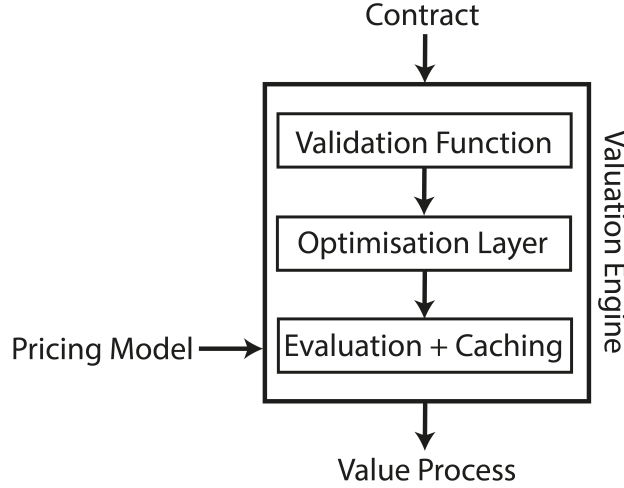 Contract
Validation Function
Optimisation Layer
Pricing Model
Evaluation + Caching
Valuation Engine
Value Process